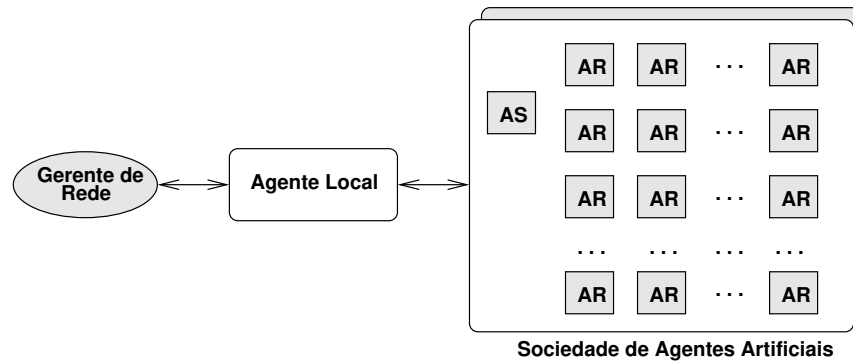 AR AR . . . AR
AS
AR AR . . . AR
Gerente de
Rede
Agente Local
AR AR . . . AR
. . . . . . . . . . . .
AR AR . . . AR
Sociedade de Agentes Artificiais